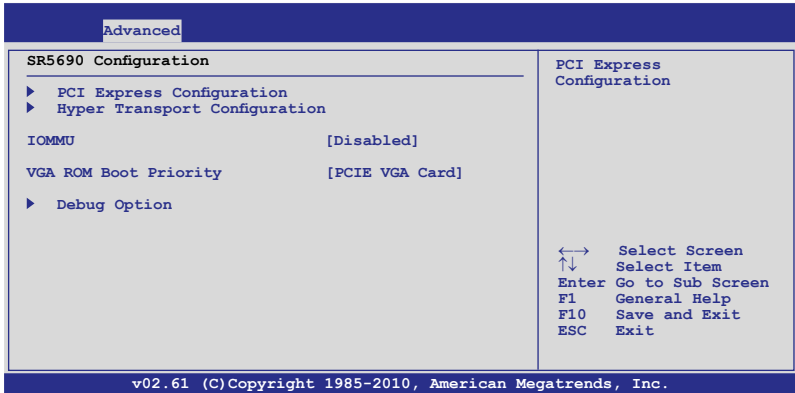 Advanced
SR5690 Configuration
PCI Express Configuration
Hyper Transport Configuration
IOMMU [Disabled]
VGA ROM Boot Priority [PCIE VGA Card]
Debug Option
PCI Express
Configuration
←→ Select Screen
↑↓ Select Item
Enter Go to Sub Screen
F1 General Help
F10 Save and Exit
ESC Exit
v02.61 (C)Copyright 1985-2010, American Megatrends, Inc.